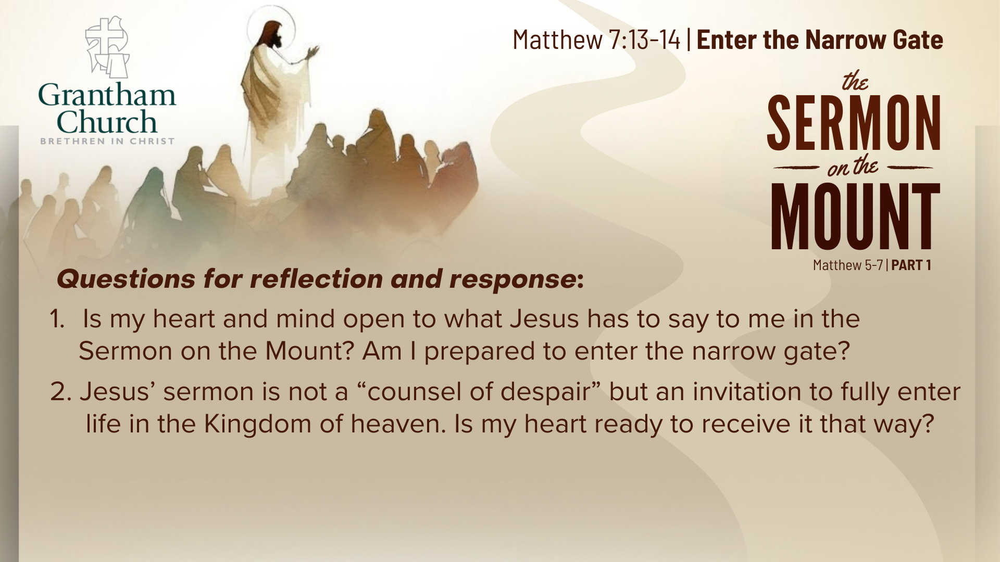 Grantham
Church
BRETHREN IN CHRIST
Matthew 7:13-14 | Enter the Narrow Gate
the
SERMON
on the
MOUNT
Matthew 5-7 | PART 1
Questions for reflection and response:
1. Is my heart and mind open to what Jesus has to say to me in the
Sermon on the Mount? Am I prepared to enter the narrow gate?
2. Jesus’ sermon is not a “counsel of despair” but an invitation to fully enter
life in the Kingdom of heaven. Is my heart ready to receive it that way?